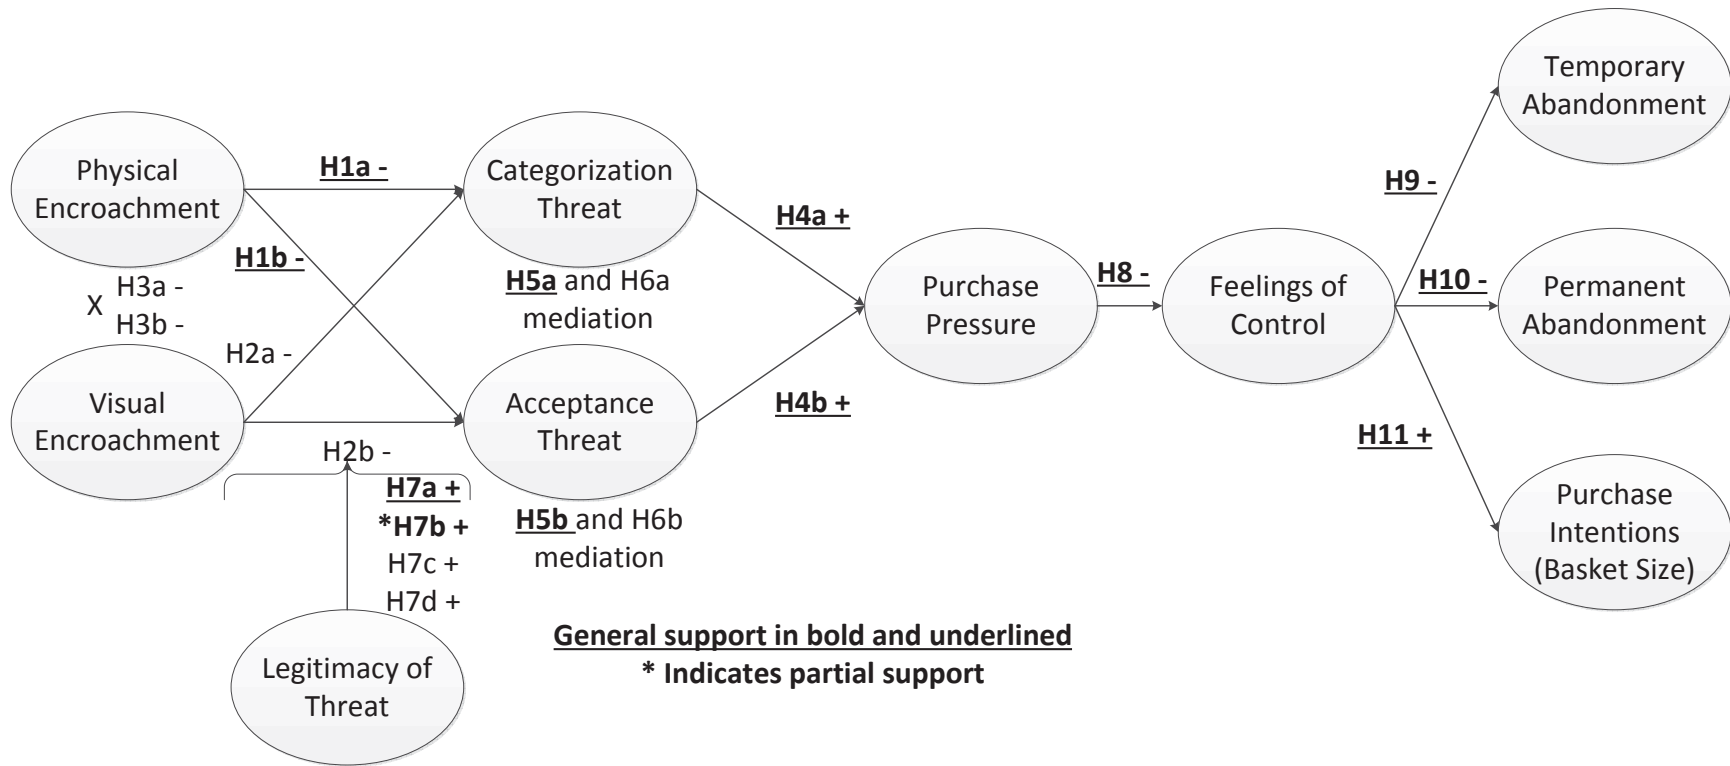 Physical
Encroachment
H1a -
Categorization
Threat
H1b -
X
H3a -
H3b -
H5a and H6a
mediation
H2a -
Visual
Encroachment
Acceptance
Threat
H2b -
H7a +
*H7b +
H7c +
H7d +
H5b and H6b
mediation
Legitimacy of
Threat
H4a +
H4b +
Purchase
Pressure
H8 -
Feelings of
Control
H9 -
H10 -
H11 +
Temporary
Abandonment
Permanent
Abandonment
Purchase
Intentions
(Basket Size)
General support in bold and underlined
* Indicates partial support